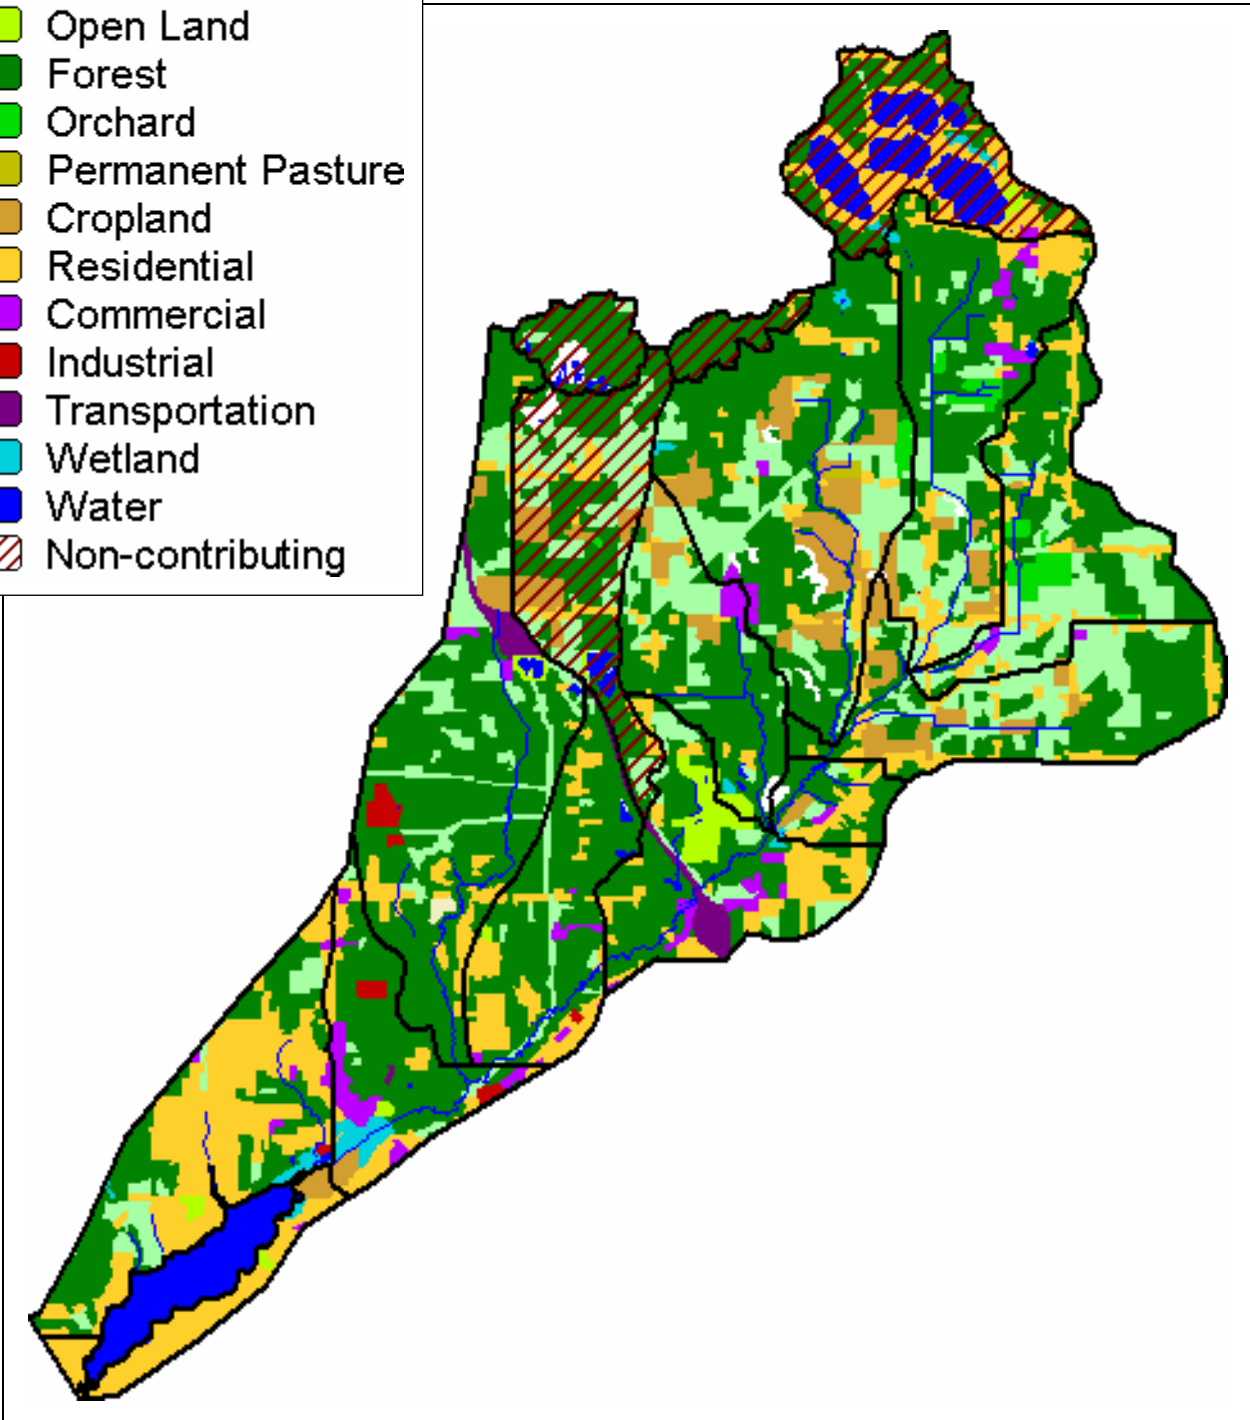 Open Land
Forest
Orchard
Permanent Pasture
Cropland
Residential
Commercial
Industrial
Transportation
Wetland
Water
Non-contributing